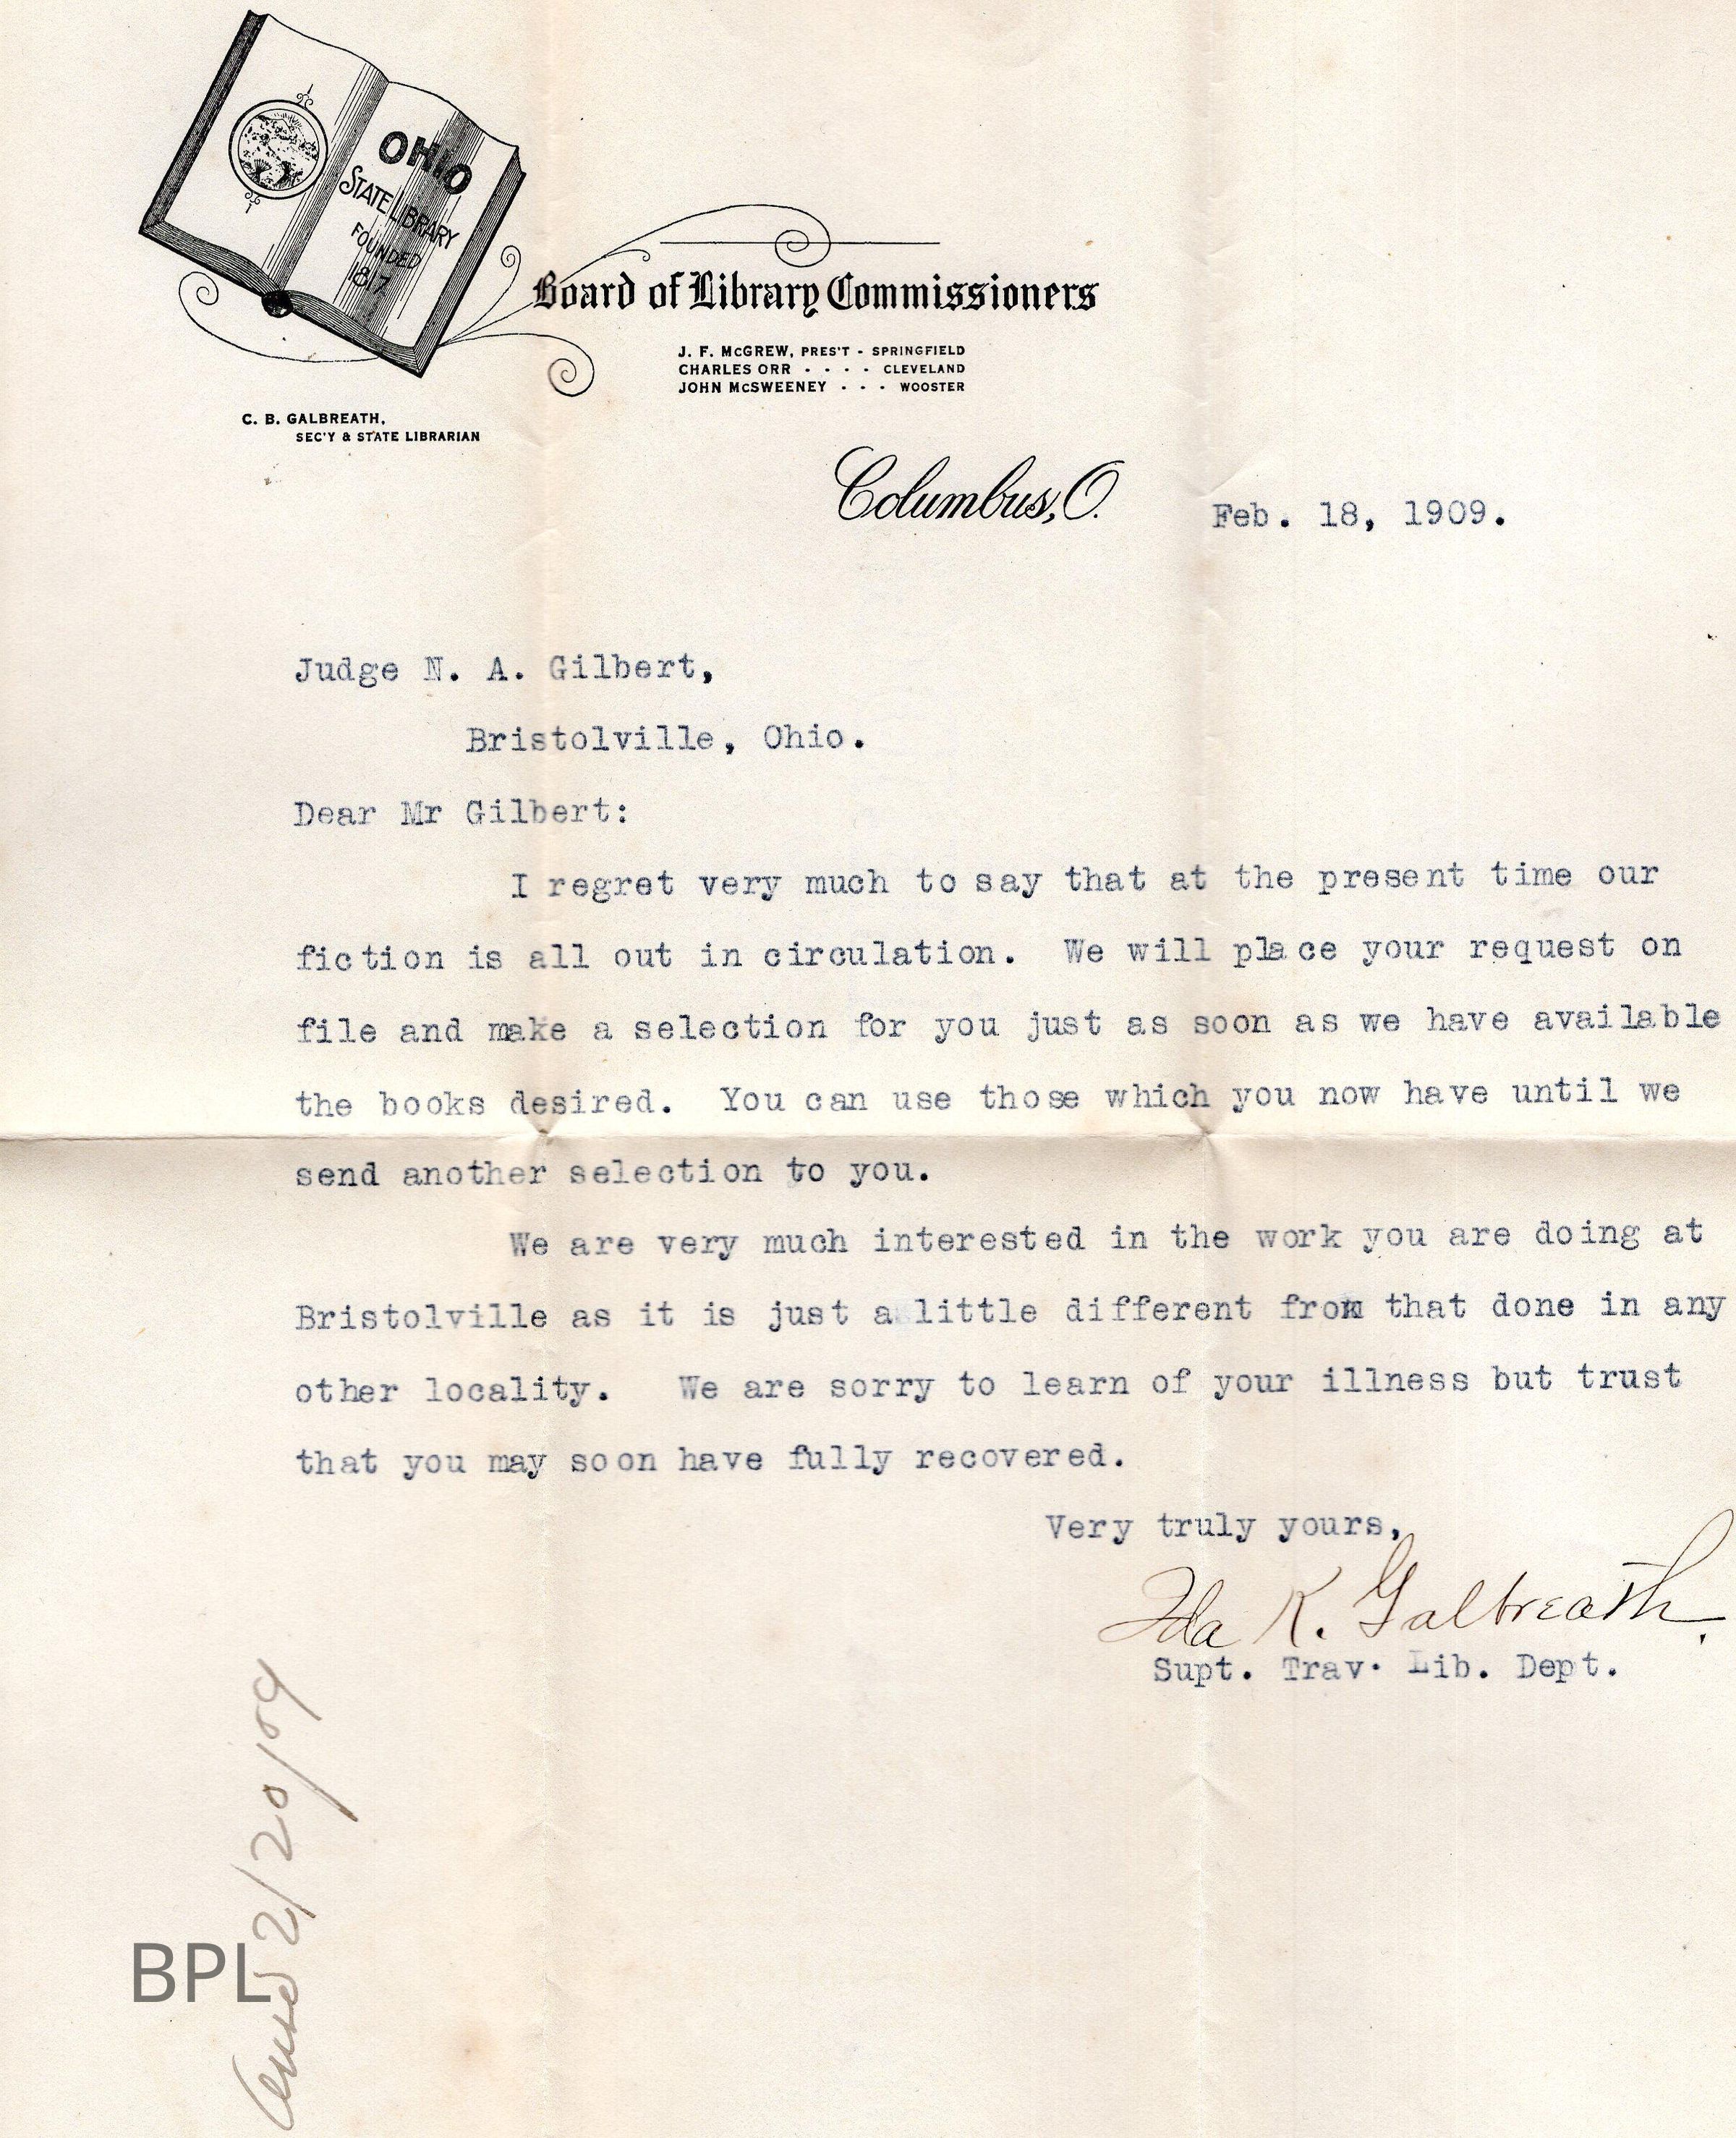 OHIO
STATE LIBRARY
FOUNDED
1817
Board of Library Commissioners
J. F. McGREW, PRES'T - SPRINGFIELD
CHARLES ORR - - - - CLEVELAND
JOHN McSWEENEY - - - WOOSTER
C. B. GALBREATH,
SEC'Y & STATE LIBRARIAN
Columbus, O.
Feb. 18, 1909.
Judge N. A. Gilbert,
Bristolville, Ohio.
Dear Mr Gilbert:
I regret very much to say that at the present time our
fiction is all out in circulation. We will place your request on
file and make a selection for you just as soon as we have available
the books desired. You can use those which you now have until we
send another selection to you.
We are very much interested in the work you are doing at
Bristolville as it is just a little different from that done in any
other locality. We are sorry to learn of your illness but trust
that you may soon have fully recovered.
Very truly yours,
Ida K. Galbreath.
Supt. Trav. Lib. Dept.
2/20/09
BPL